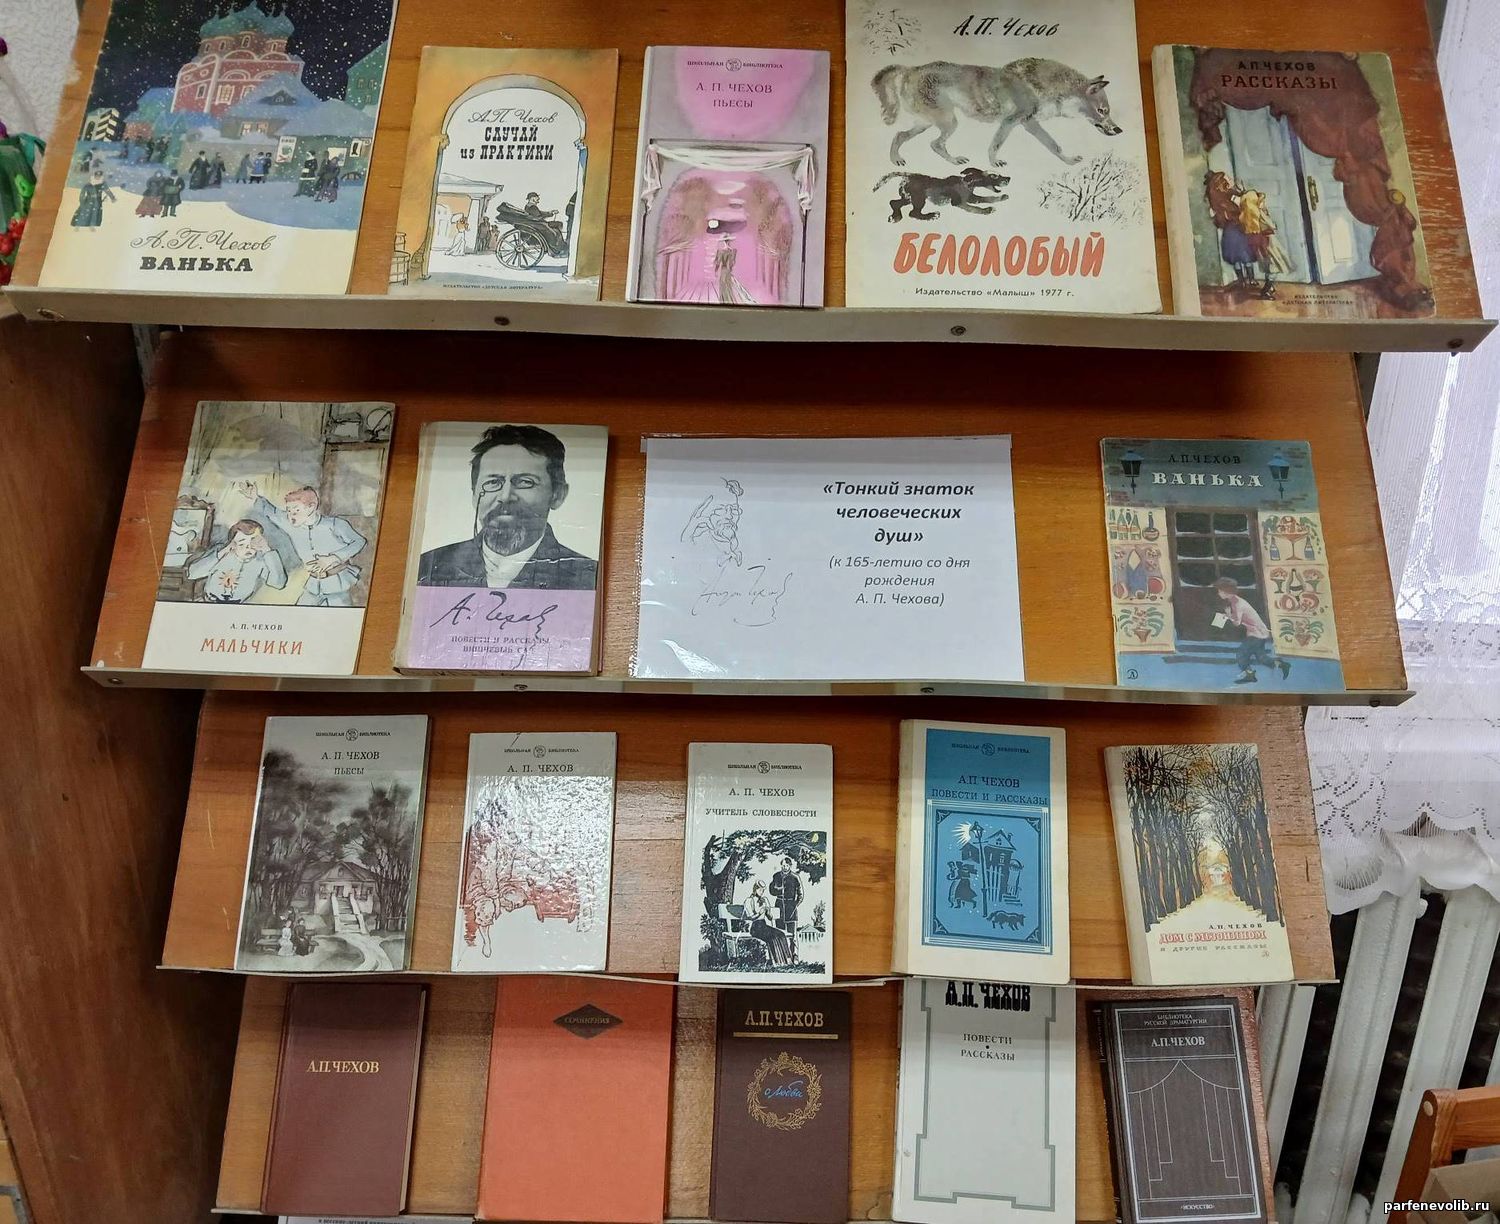 А. П. Чехов
ВАНЬКА
А.П. Чехов
СЛУЧАЙ
из ПРАКТИКИ
ИЗДАТЕЛЬСТВО «ДЕТСКАЯ ЛИТЕРАТУРА»
ШКОЛЬНАЯ БИБЛИОТЕКА
А. П. ЧЕХОВ
ПЬЕСЫ
А.П. Чехов
БЕЛОЛОБЫЙ
Издательство «Малыш» 1977 г.
А.П.ЧЕХОВ
РАССКАЗЫ
ИЗДАТЕЛЬСТВО
«ДЕТСКАЯ ЛИТЕРАТУРА»
А. П. ЧЕХОВ
МАЛЬЧИКИ
А. Чехов
ПОВЕСТИ И РАССКАЗЫ
ВИШНЕВЫЙ САД
«Тонкий знаток
человеческих
душ»
(к 165-летию со дня
рождения
А. П. Чехова)
А.П.ЧЕХОВ
ВАНЬКА
ШКОЛЬНАЯ БИБЛИОТЕКА
А. П. ЧЕХОВ
ПЬЕСЫ
ШКОЛЬНАЯ БИБЛИОТЕКА
А. П. ЧЕХОВ
ШКОЛЬНАЯ БИБЛИОТЕКА
А. П. ЧЕХОВ
УЧИТЕЛЬ СЛОВЕСНОСТИ
ШКОЛЬНАЯ БИБЛИОТЕКА
А.П ЧЕХОВ
ПОВЕСТИ И РАССКАЗЫ
А.П. ЧЕХОВ
ДОМ С МЕЗОНИНОМ
И ДРУГИЕ РАССКАЗЫ
А.П.ЧЕХОВ
СОЧИНЕНИЯ
А.П.ЧЕХОВ
о Любви
А.П. ЧЕХОВ
ПОВЕСТИ
РАССКАЗЫ
БИБЛИОТЕКА
РУССКОЙ ДРАМАТУРГИИ
А.П.ЧЕХОВ
«ИСКУССТВО»
parfenevolib.ru